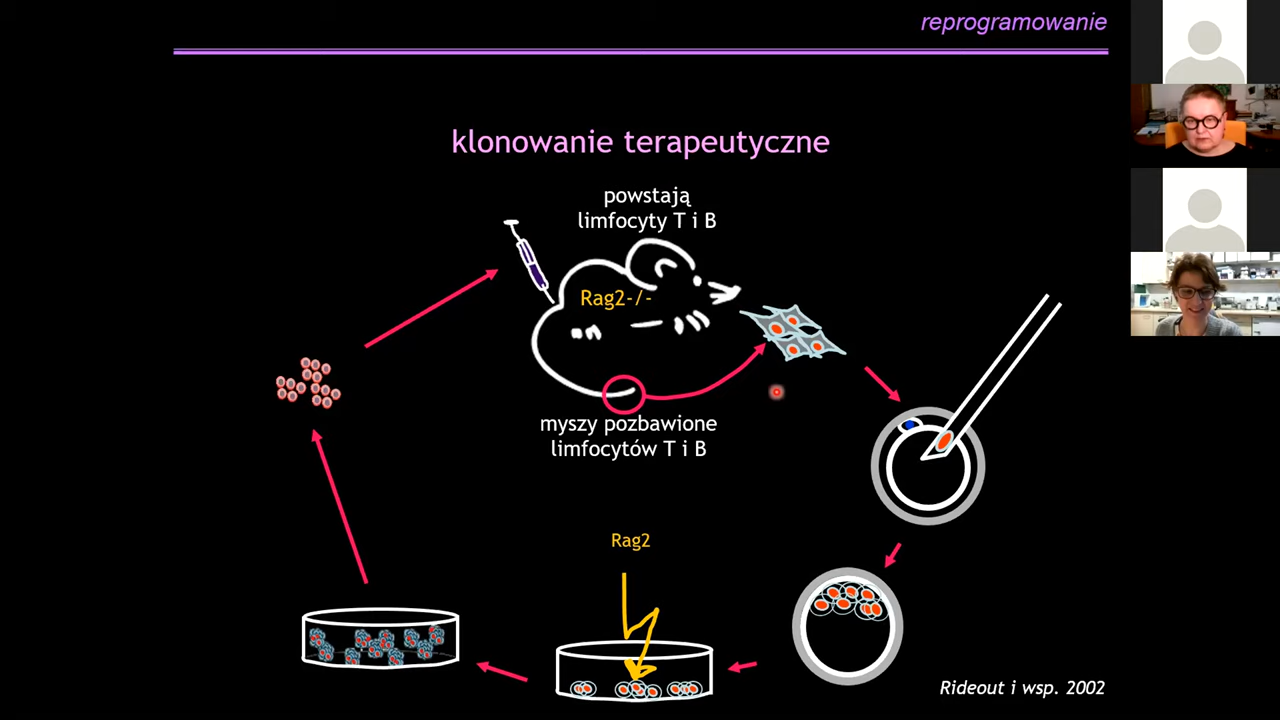 reprogramowanie
klonowanie terapeutyczne
powstają
limfocyty T i B
Rag2-/-
myszy pozbawione
limfocytów T i B
Rag2
Rideout i wsp. 2002